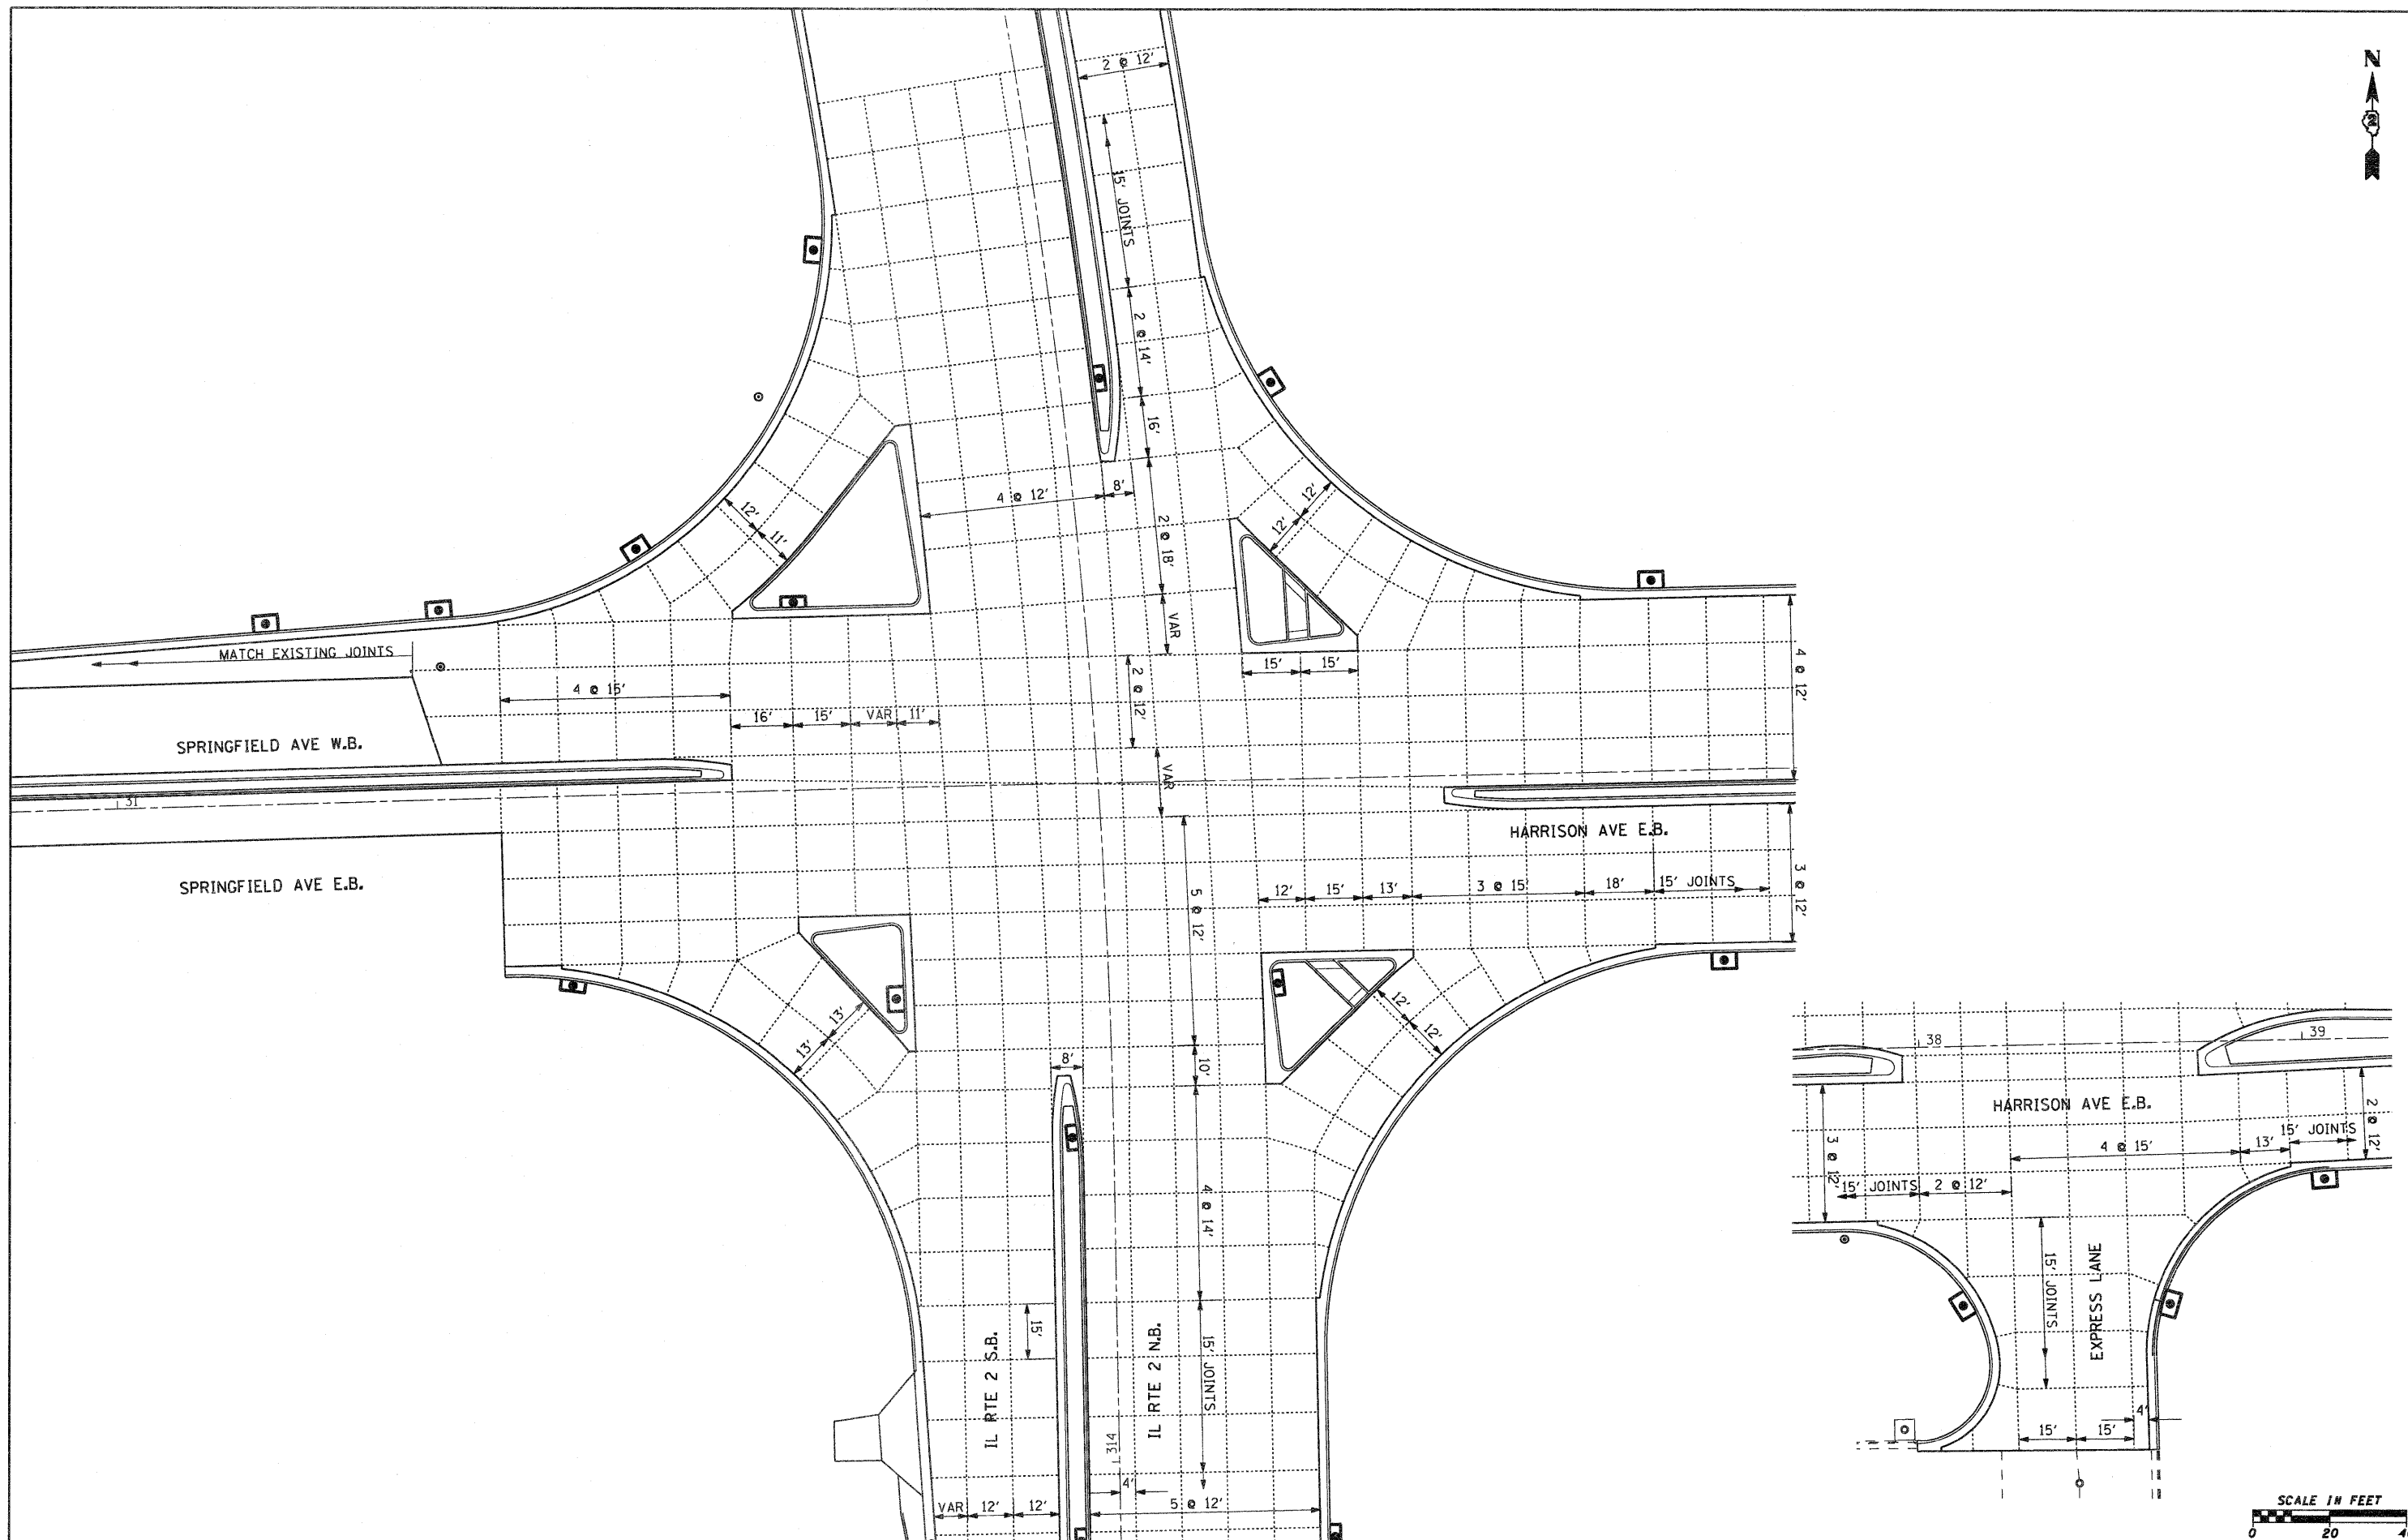 N
2 @ 12'
15' JOINTS
2 @ 14'
16'
4 @ 12'
8'
2 @ 18'
12'
11'
12'
12'
VAR
15'
15'
4 @ 12'
MATCH EXISTING JOINTS
4 @ 15'
2 @ 12'
16'
15'
VAR
11'
SPRINGFIELD AVE W.B.
VAR
31
HARRISON AVE E.B.
SPRINGFIELD AVE E.B.
5 @ 12'
12'
15'
13'
3 @ 15'
18'
15' JOINTS
3 @ 12'
13'
13'
12'
12'
8'
10'
38
39
HARRISON AVE E.B.
2 @ 12'
15' JOINTS
4 @ 15'
13'
3 @ 12'
15' JOINTS
2 @ 12'
4 @ 14'
15' JOINTS
EXPRESS LANE
15'
IL RTE 2 S.B.
IL RTE 2 N.B.
15' JOINTS
4'
15'
15'
314
4'
VAR
12'
12'
5 @ 12'
SCALE IN FEET
0
20